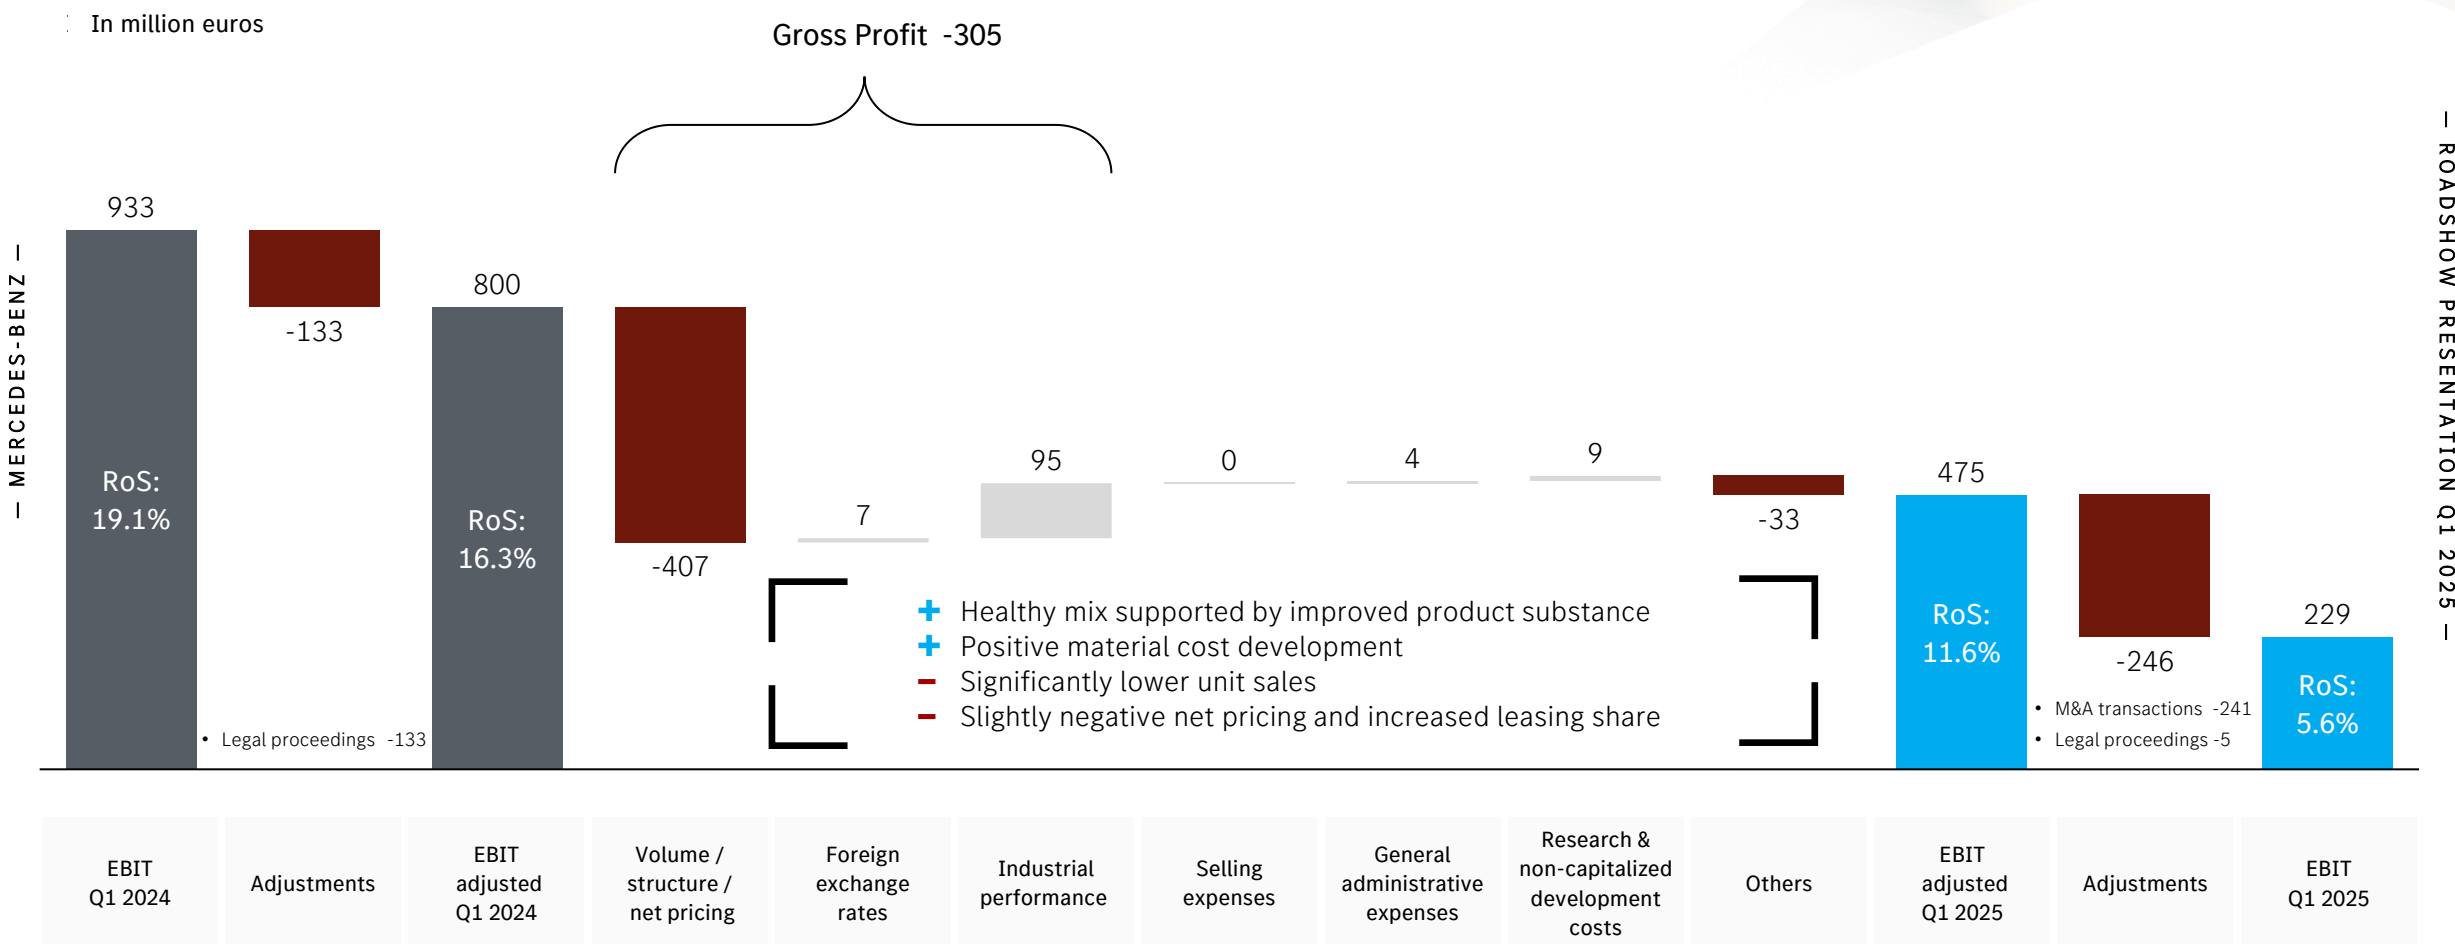 In million euros
Gross Profit -305
— MERCEDES-BENZ —
— ROADSHOW PRESENTATION Q1 2025 —
933
-133
800
-407
7
95
0
4
9
-33
475
-246
229
RoS:
19.1%
RoS:
16.3%
RoS:
11.6%
RoS:
5.6%
• Legal proceedings -133
+ Healthy mix supported by improved product substance
+ Positive material cost development
– Significantly lower unit sales
– Slightly negative net pricing and increased leasing share
• M&A transactions -241
• Legal proceedings -5
EBIT
Q1 2024
Adjustments
EBIT
adjusted
Q1 2024
Volume /
structure /
net pricing
Foreign
exchange
rates
Industrial
performance
Selling
expenses
General
administrative
expenses
Research &
non-capitalized
development
costs
Others
EBIT
adjusted
Q1 2025
Adjustments
EBIT
Q1 2025